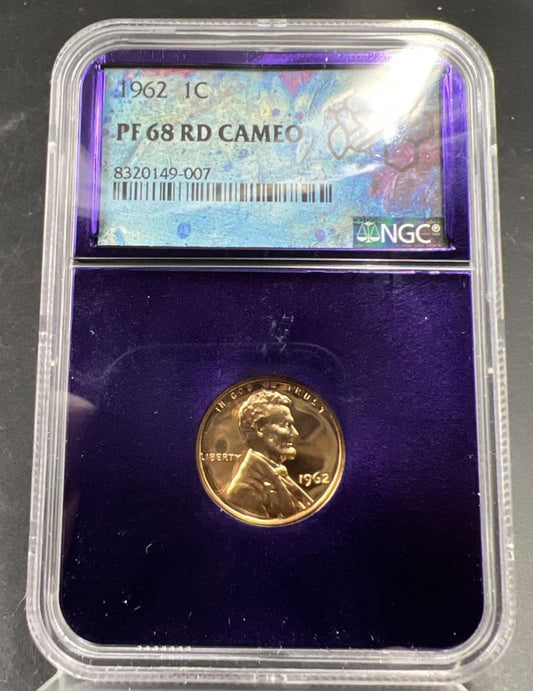 1962 1C
PF 68 RD CAMEO
8320149-007
NGC®
IN GOD WE TRUST
LIBERTY
1962